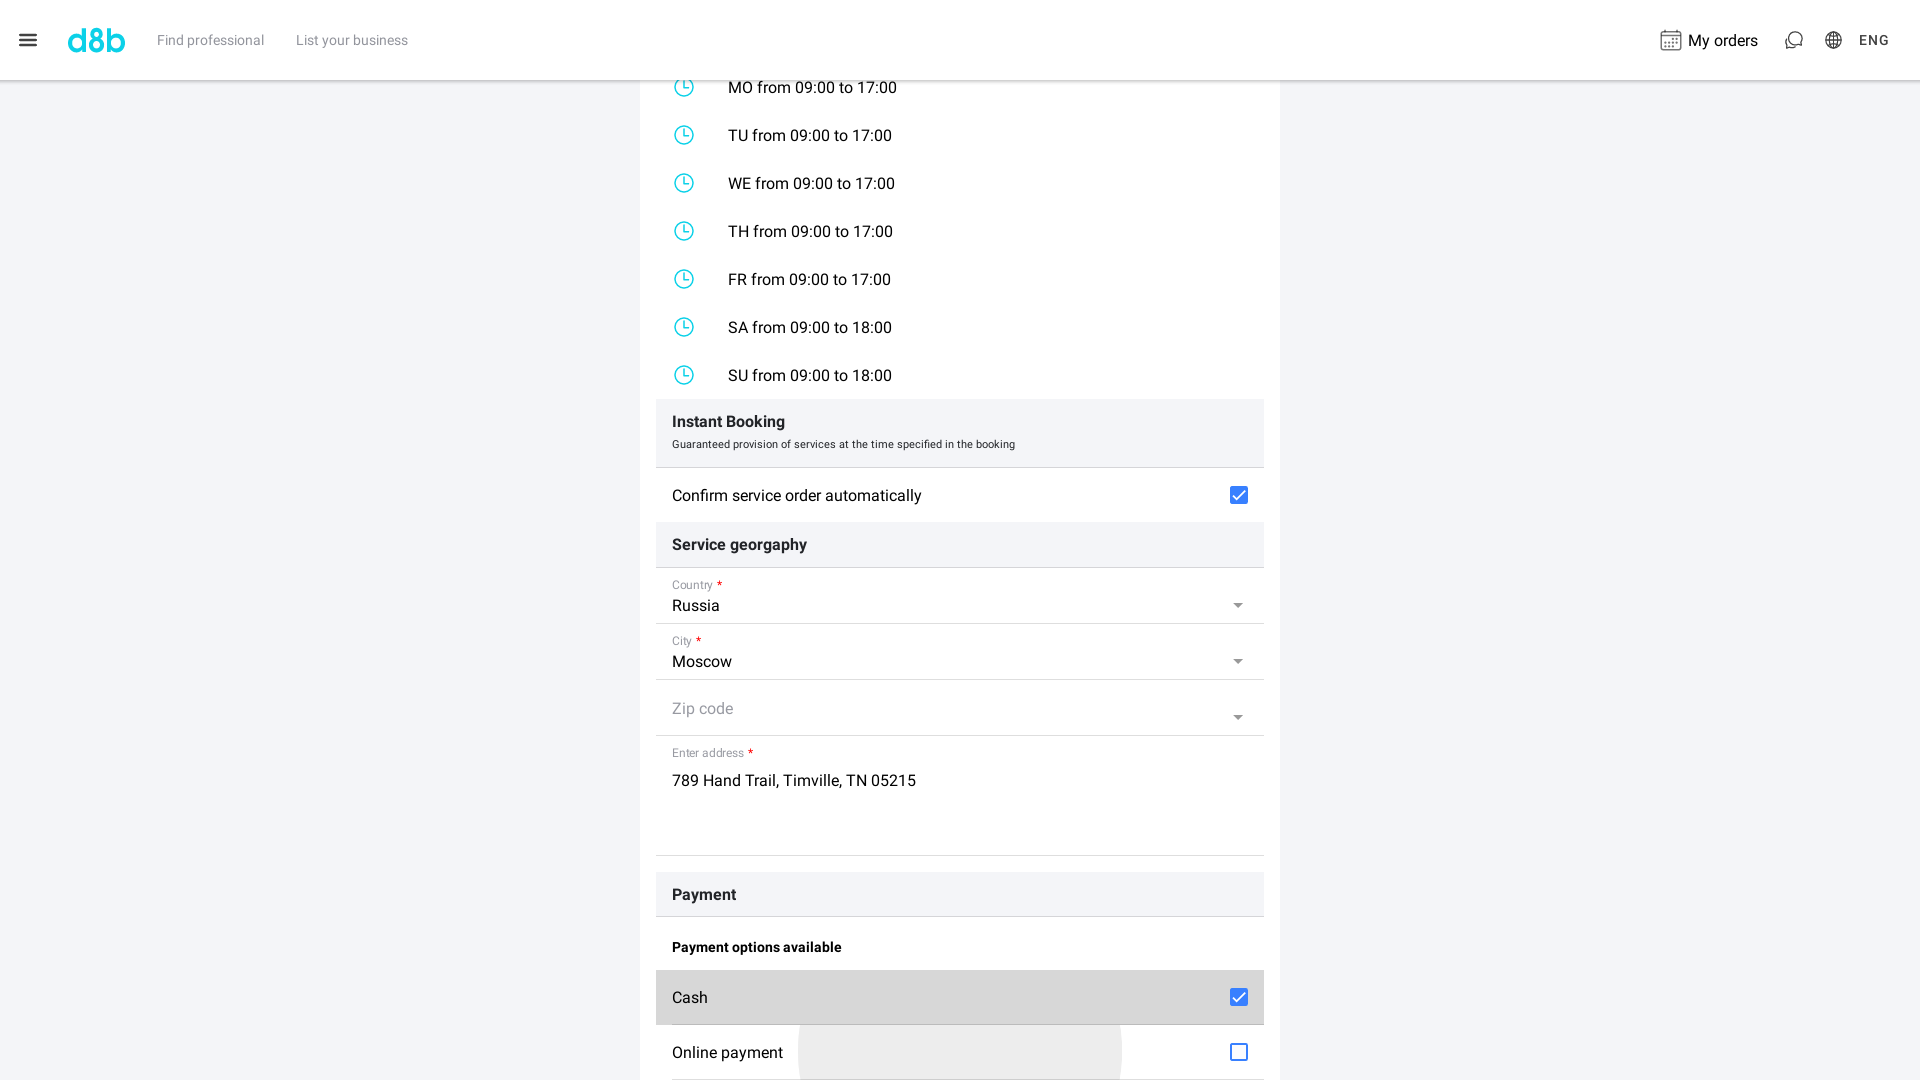 d8b
Find professional
List your business
My orders
ENG
MO from 09:00 to 17:00
TU from 09:00 to 17:00
WE from 09:00 to 17:00
TH from 09:00 to 17:00
FR from 09:00 to 17:00
SA from 09:00 to 18:00
SU from 09:00 to 18:00
Instant Booking
Guaranteed provision of services at the time specified in the booking
Confirm service order automatically
Service georgaphy
Country *
Russia
City *
Moscow
Zip code
Enter address *
789 Hand Trail, Timville, TN 05215
Payment
Payment options available
Cash
Online payment